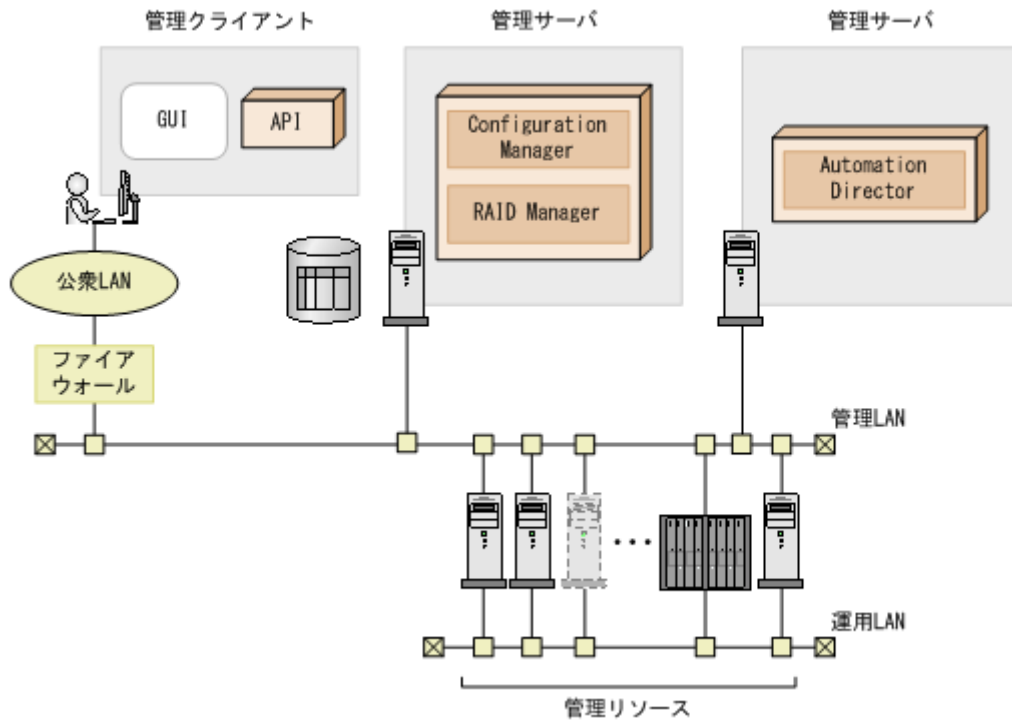 管理クライアント
管理サーバ
管理サーバ
GUI
API
Configuration
Manager
RAID Manager
Automation
Director
公衆LAN
ファイア
ウォール
管理LAN
運用LAN
管理リソース